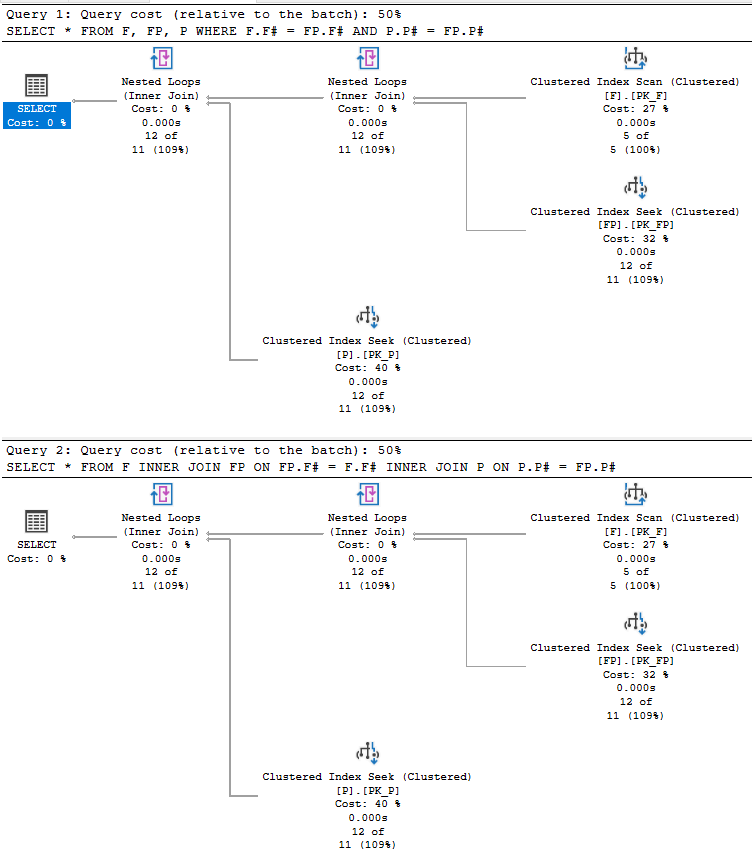 Query 1: Query cost (relative to the batch): 50%
SELECT * FROM F, FP, P WHERE F.F# = FP.F# AND P.P# = FP.P#
SELECT
Cost: 0 %
Nested Loops
(Inner Join)
Cost: 0 %
0.000s
12 of
11 (109%)
Nested Loops
(Inner Join)
Cost: 0 %
0.000s
12 of
11 (109%)
Clustered Index Scan (Clustered)
[F].[PK_F]
Cost: 27 %
0.000s
5 of
5 (100%)
Clustered Index Seek (Clustered)
[FP].[PK_FP]
Cost: 32 %
0.000s
12 of
11 (109%)
Clustered Index Seek (Clustered)
[P].[PK_P]
Cost: 40 %
0.000s
12 of
11 (109%)
Query 2: Query cost (relative to the batch): 50%
SELECT * FROM F INNER JOIN FP ON FP.F# = F.F# INNER JOIN P ON P.P# = FP.P#
SELECT
Cost: 0 %
Nested Loops
(Inner Join)
Cost: 0 %
0.000s
12 of
11 (109%)
Nested Loops
(Inner Join)
Cost: 0 %
0.000s
12 of
11 (109%)
Clustered Index Scan (Clustered)
[F].[PK_F]
Cost: 27 %
0.000s
5 of
5 (100%)
Clustered Index Seek (Clustered)
[FP].[PK_FP]
Cost: 32 %
0.000s
12 of
11 (109%)
Clustered Index Seek (Clustered)
[P].[PK_P]
Cost: 40 %
0.000s
12 of
11 (109%)